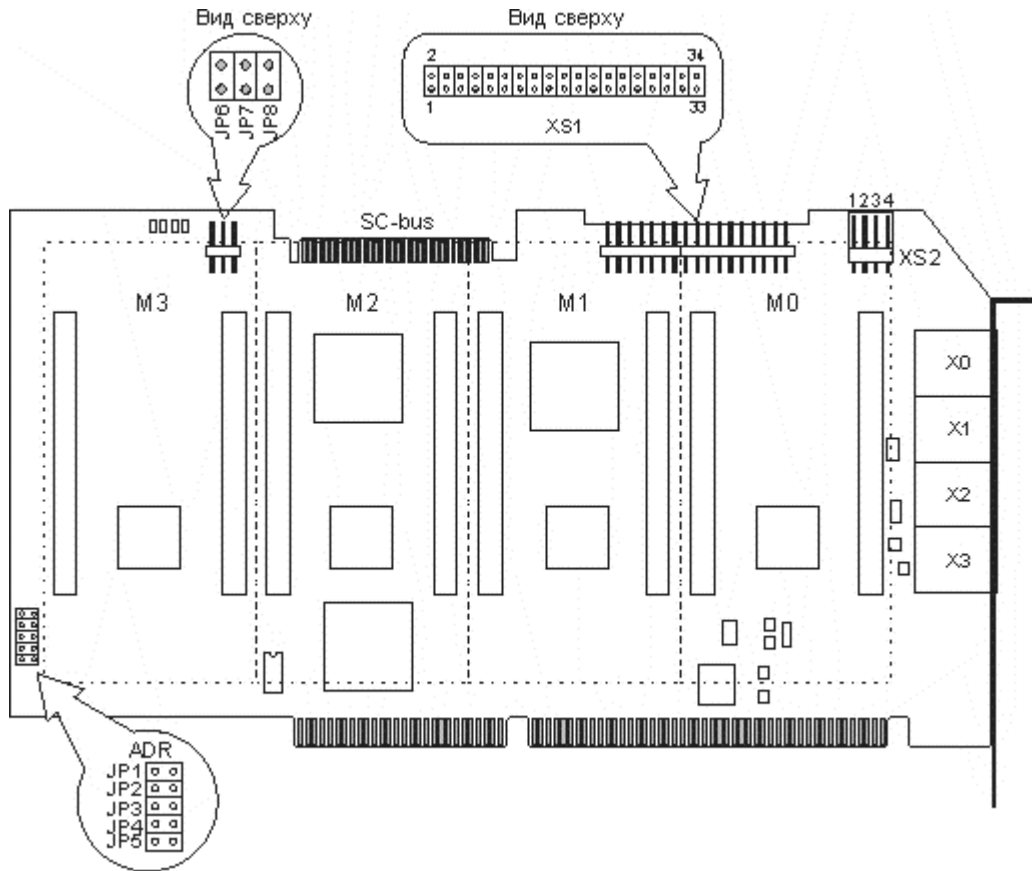 Вид сверху
Вид сверху
2 34
1 33
XS1
JP6 JP7 JP8
1234
SC-bus
XS2
M3 M2 M1 M0
X0
X1
X2
X3
ADR
JP1
JP2
JP3
JP4
JP5